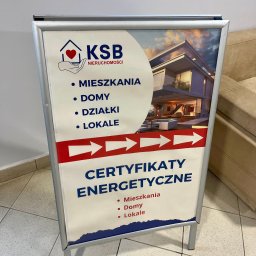 KSB
NIERUCHOMOŚCI
• MIESZKANIA
• DOMY
• DZIAŁKI
• LOKALE
CERTYFIKATY
ENERGETYCZNE
• Mieszkania
• Domy
• Lokale